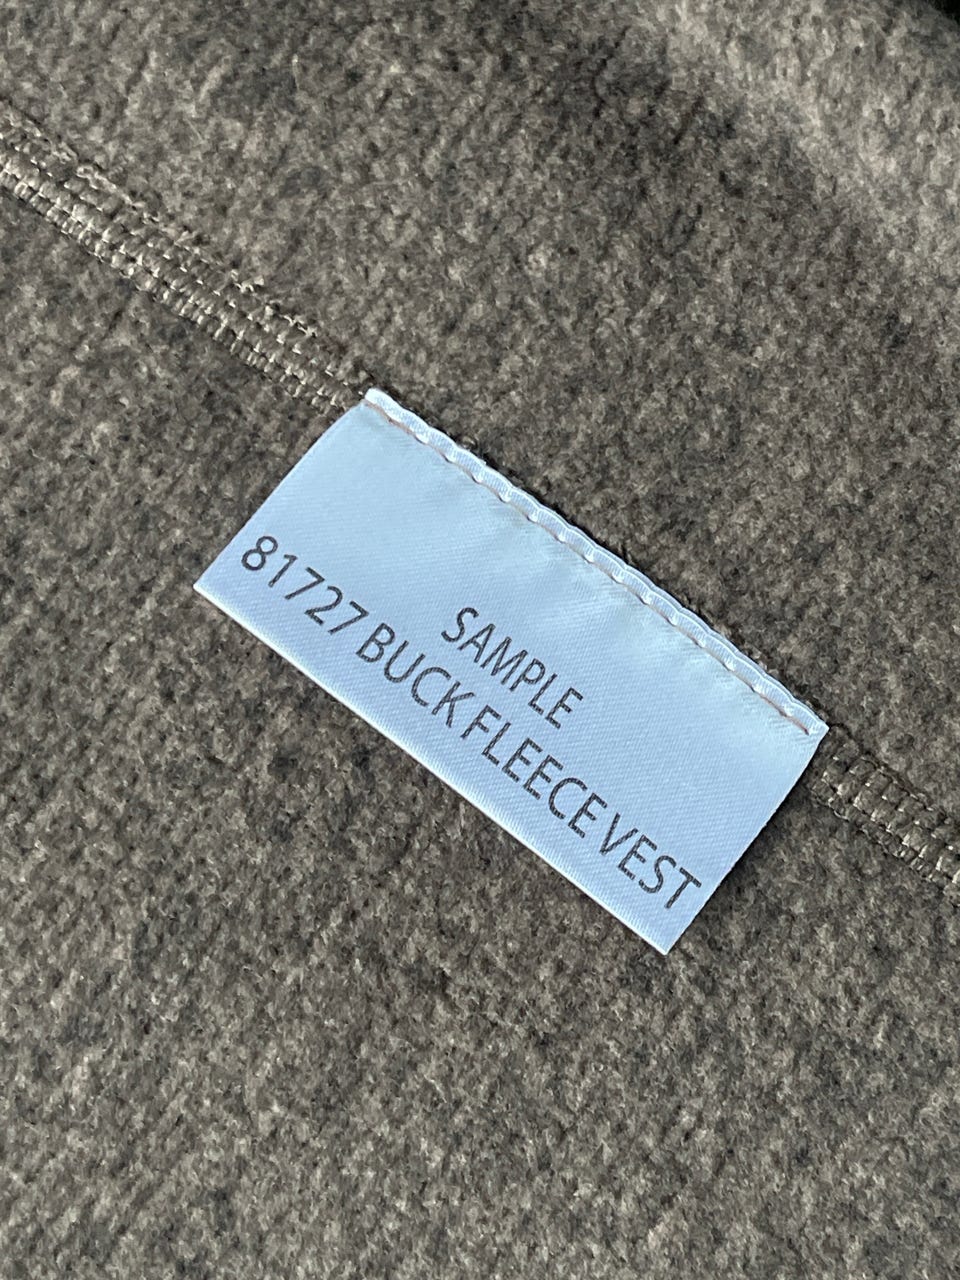 SAMPLE
81727 BUCK FLEECE VEST